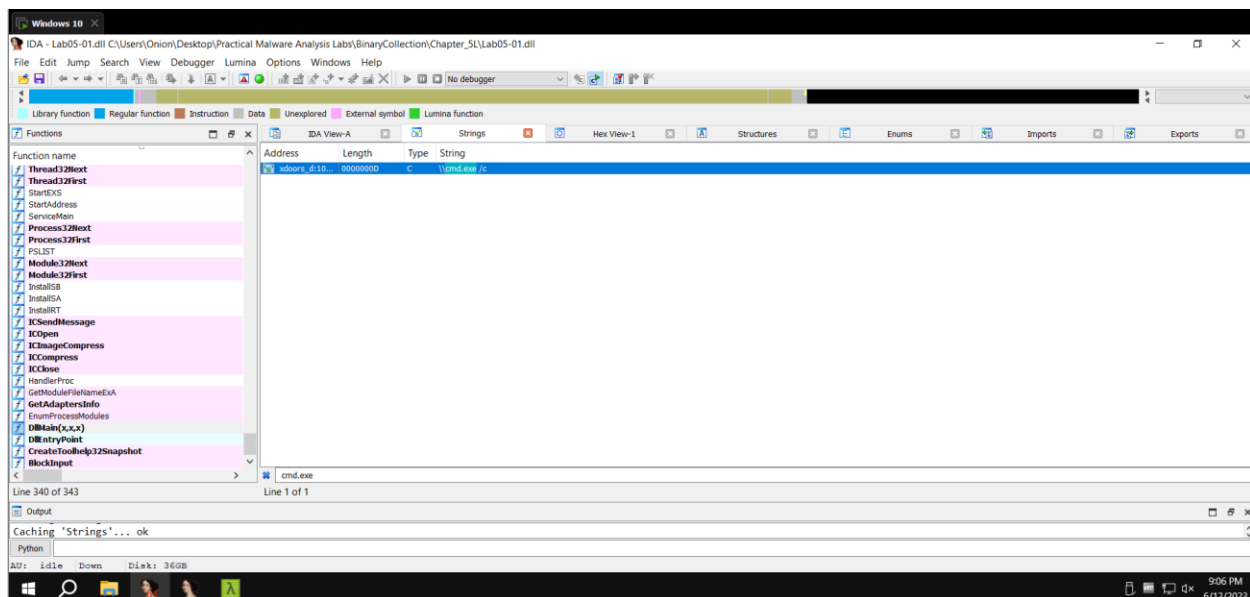 Windows 10
IDA - Lab05-01.dll C:\Users\Onion\Desktop\Practical Malware Analysis Labs\BinaryCollection\Chapter_5L\Lab05-01.dll
File Edit Jump Search View Debugger Lumina Options Windows Help
No debugger
Library function Regular function Instruction Data Unexplored External symbol Lumina function
Functions IDA View-A Strings Hex View-1 Structures Enums Imports Exports
Function name Address Length Type String
Thread32Next xdoors_d:10... 0000000D C \\cmd.exe /c
Thread32First
StartEXS
StartAddress
ServiceMain
Process32Next
Process32First
PSLIST
Module32Next
Module32First
InstallSB
InstallSA
InstallRT
ICSendMessage
ICOpen
ICImageCompress
ICCompress
ICClose
HandlerProc
GetModuleFileNameExA
GetAdaptersInfo
EnumProcessModules
DllMain(x,x,x)
DllEntryPoint
CreateToolhelp32Snapshot
BlockInput
cmd.exe
Line 340 of 343 Line 1 of 1
Output
Caching 'Strings'... ok
Python
AU: idle Down Disk: 36GB
9:06 PM
6/12/2023